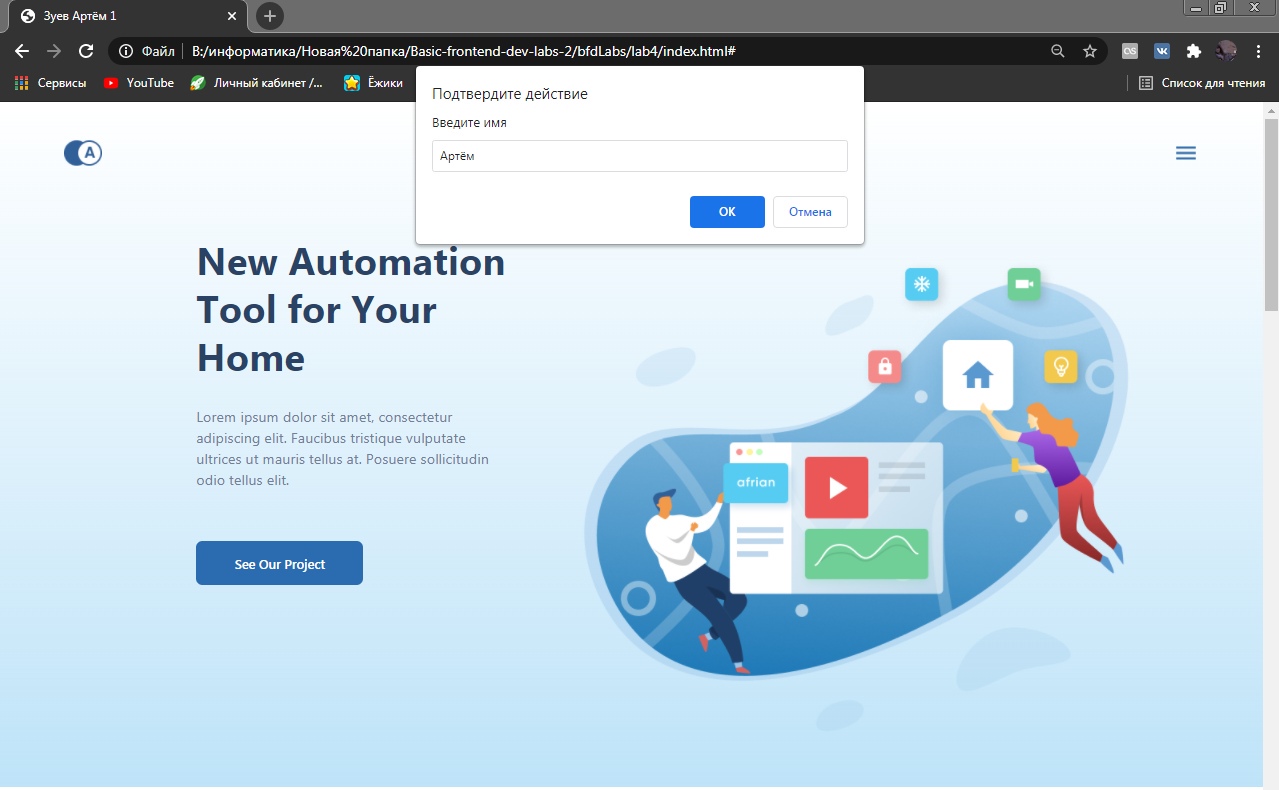 Зуев Артём 1
Файл
B:/информатика/Новая%20папка/Basic-frontend-dev-labs-2/bfdLabs/lab4/index.html#
Сервисы
YouTube
Личный кабинет /...
Ёжики
Список для чтения
Подтвердите действие
Введите имя
Артём
ОК
Отмена
A
New Automation
Tool for Your
Home
Lorem ipsum dolor sit amet, consectetur
adipiscing elit. Faucibus tristique vulputate
ultrices ut mauris tellus at. Posuere sollicitudin
odio tellus elit.
See Our Project
afrian